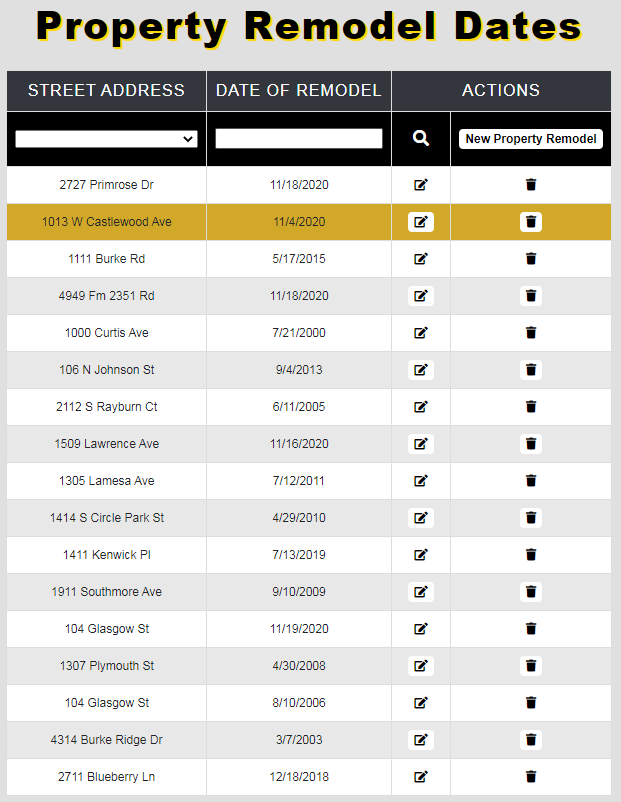 Property Remodel Dates
STREET ADDRESS DATE OF REMODEL ACTIONS
New Property Remodel
2727 Primrose Dr 11/18/2020
1013 W Castlewood Ave 11/4/2020
1111 Burke Rd 5/17/2015
4949 Fm 2351 Rd 11/18/2020
1000 Curtis Ave 7/21/2000
106 N Johnson St 9/4/2013
2112 S Rayburn Ct 6/11/2005
1509 Lawrence Ave 11/16/2020
1305 Lamesa Ave 7/12/2011
1414 S Circle Park St 4/29/2010
1411 Kenwick Pl 7/13/2019
1911 Southmore Ave 9/10/2009
104 Glasgow St 11/19/2020
1307 Plymouth St 4/30/2008
104 Glasgow St 8/10/2006
4314 Burke Ridge Dr 3/7/2003
2711 Blueberry Ln 12/18/2018